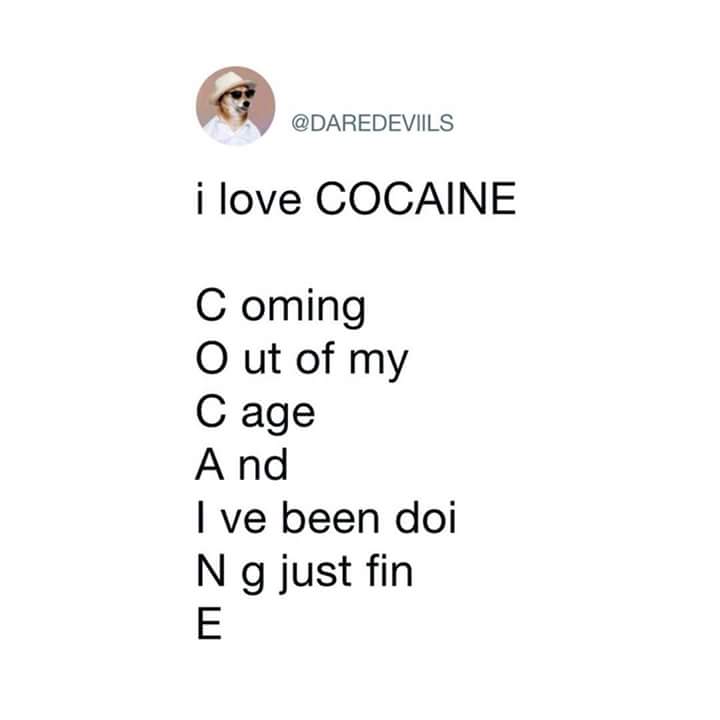 @DAREDEVIILS
i love COCAINE
C oming
O ut of my
C age
A nd
I ve been doi
N g just fin
E